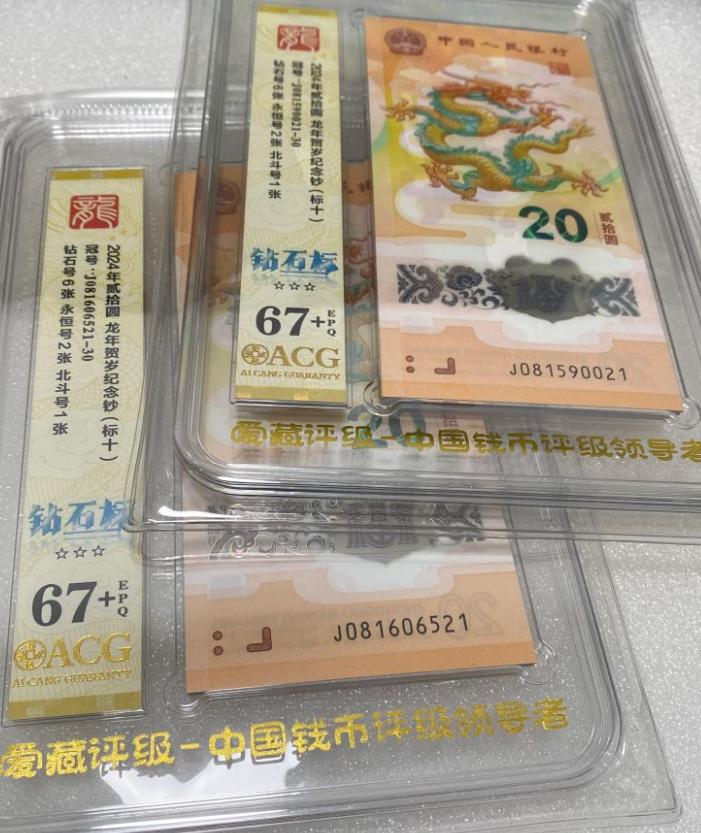 龍
2024年贰拾圆 龙年贺岁纪念钞(标十)
冠号:J081590021-30
钻石号6张 永恒号2张 北斗号1张
钻石标
☆☆☆
67+EPQ
ACG
AI CANG GUARANTY
中国人民银行
20
贰拾圆
J081590021
爱藏评级-中国钱币评级领导者
龍
2024年贰拾圆 龙年贺岁纪念钞(标十)
冠号:J081606521-30
钻石号6张 永恒号2张 北斗号1张
钻石标
☆☆☆
67+EPQ
ACG
AI CANG GUARANTY
20
J081606521
爱藏评级-中国钱币评级领导者